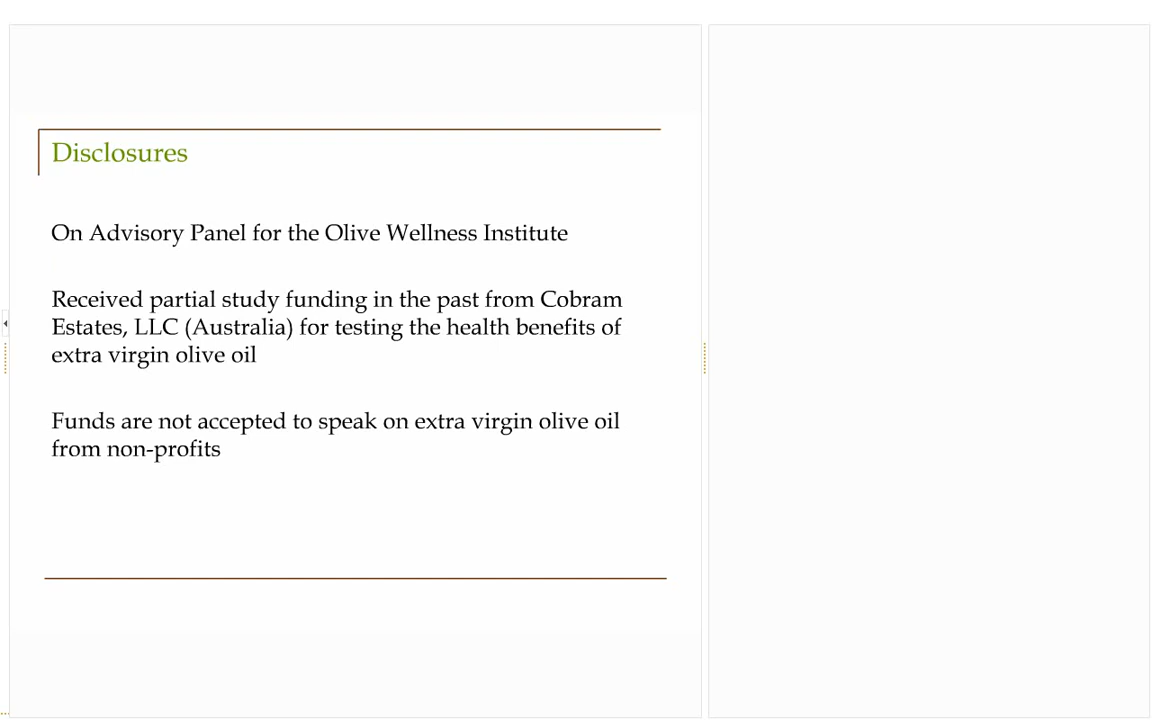 Disclosures
On Advisory Panel for the Olive Wellness Institute
Received partial study funding in the past from Cobram
Estates, LLC (Australia) for testing the health benefits of
extra virgin olive oil
Funds are not accepted to speak on extra virgin olive oil
from non-profits